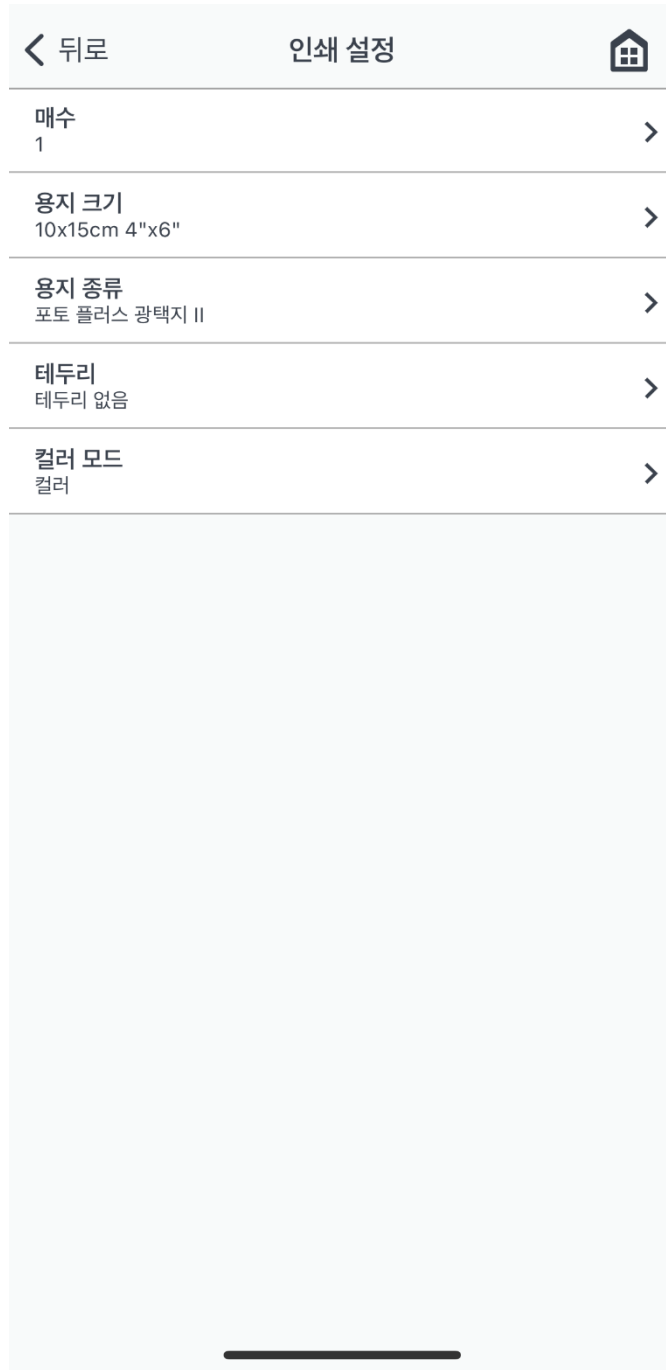 뒤로
인쇄 설정
매수
1
용지 크기
10x15cm 4"x6"
용지 종류
포토 플러스 광택지 II
테두리
테두리 없음
컬러 모드
컬러